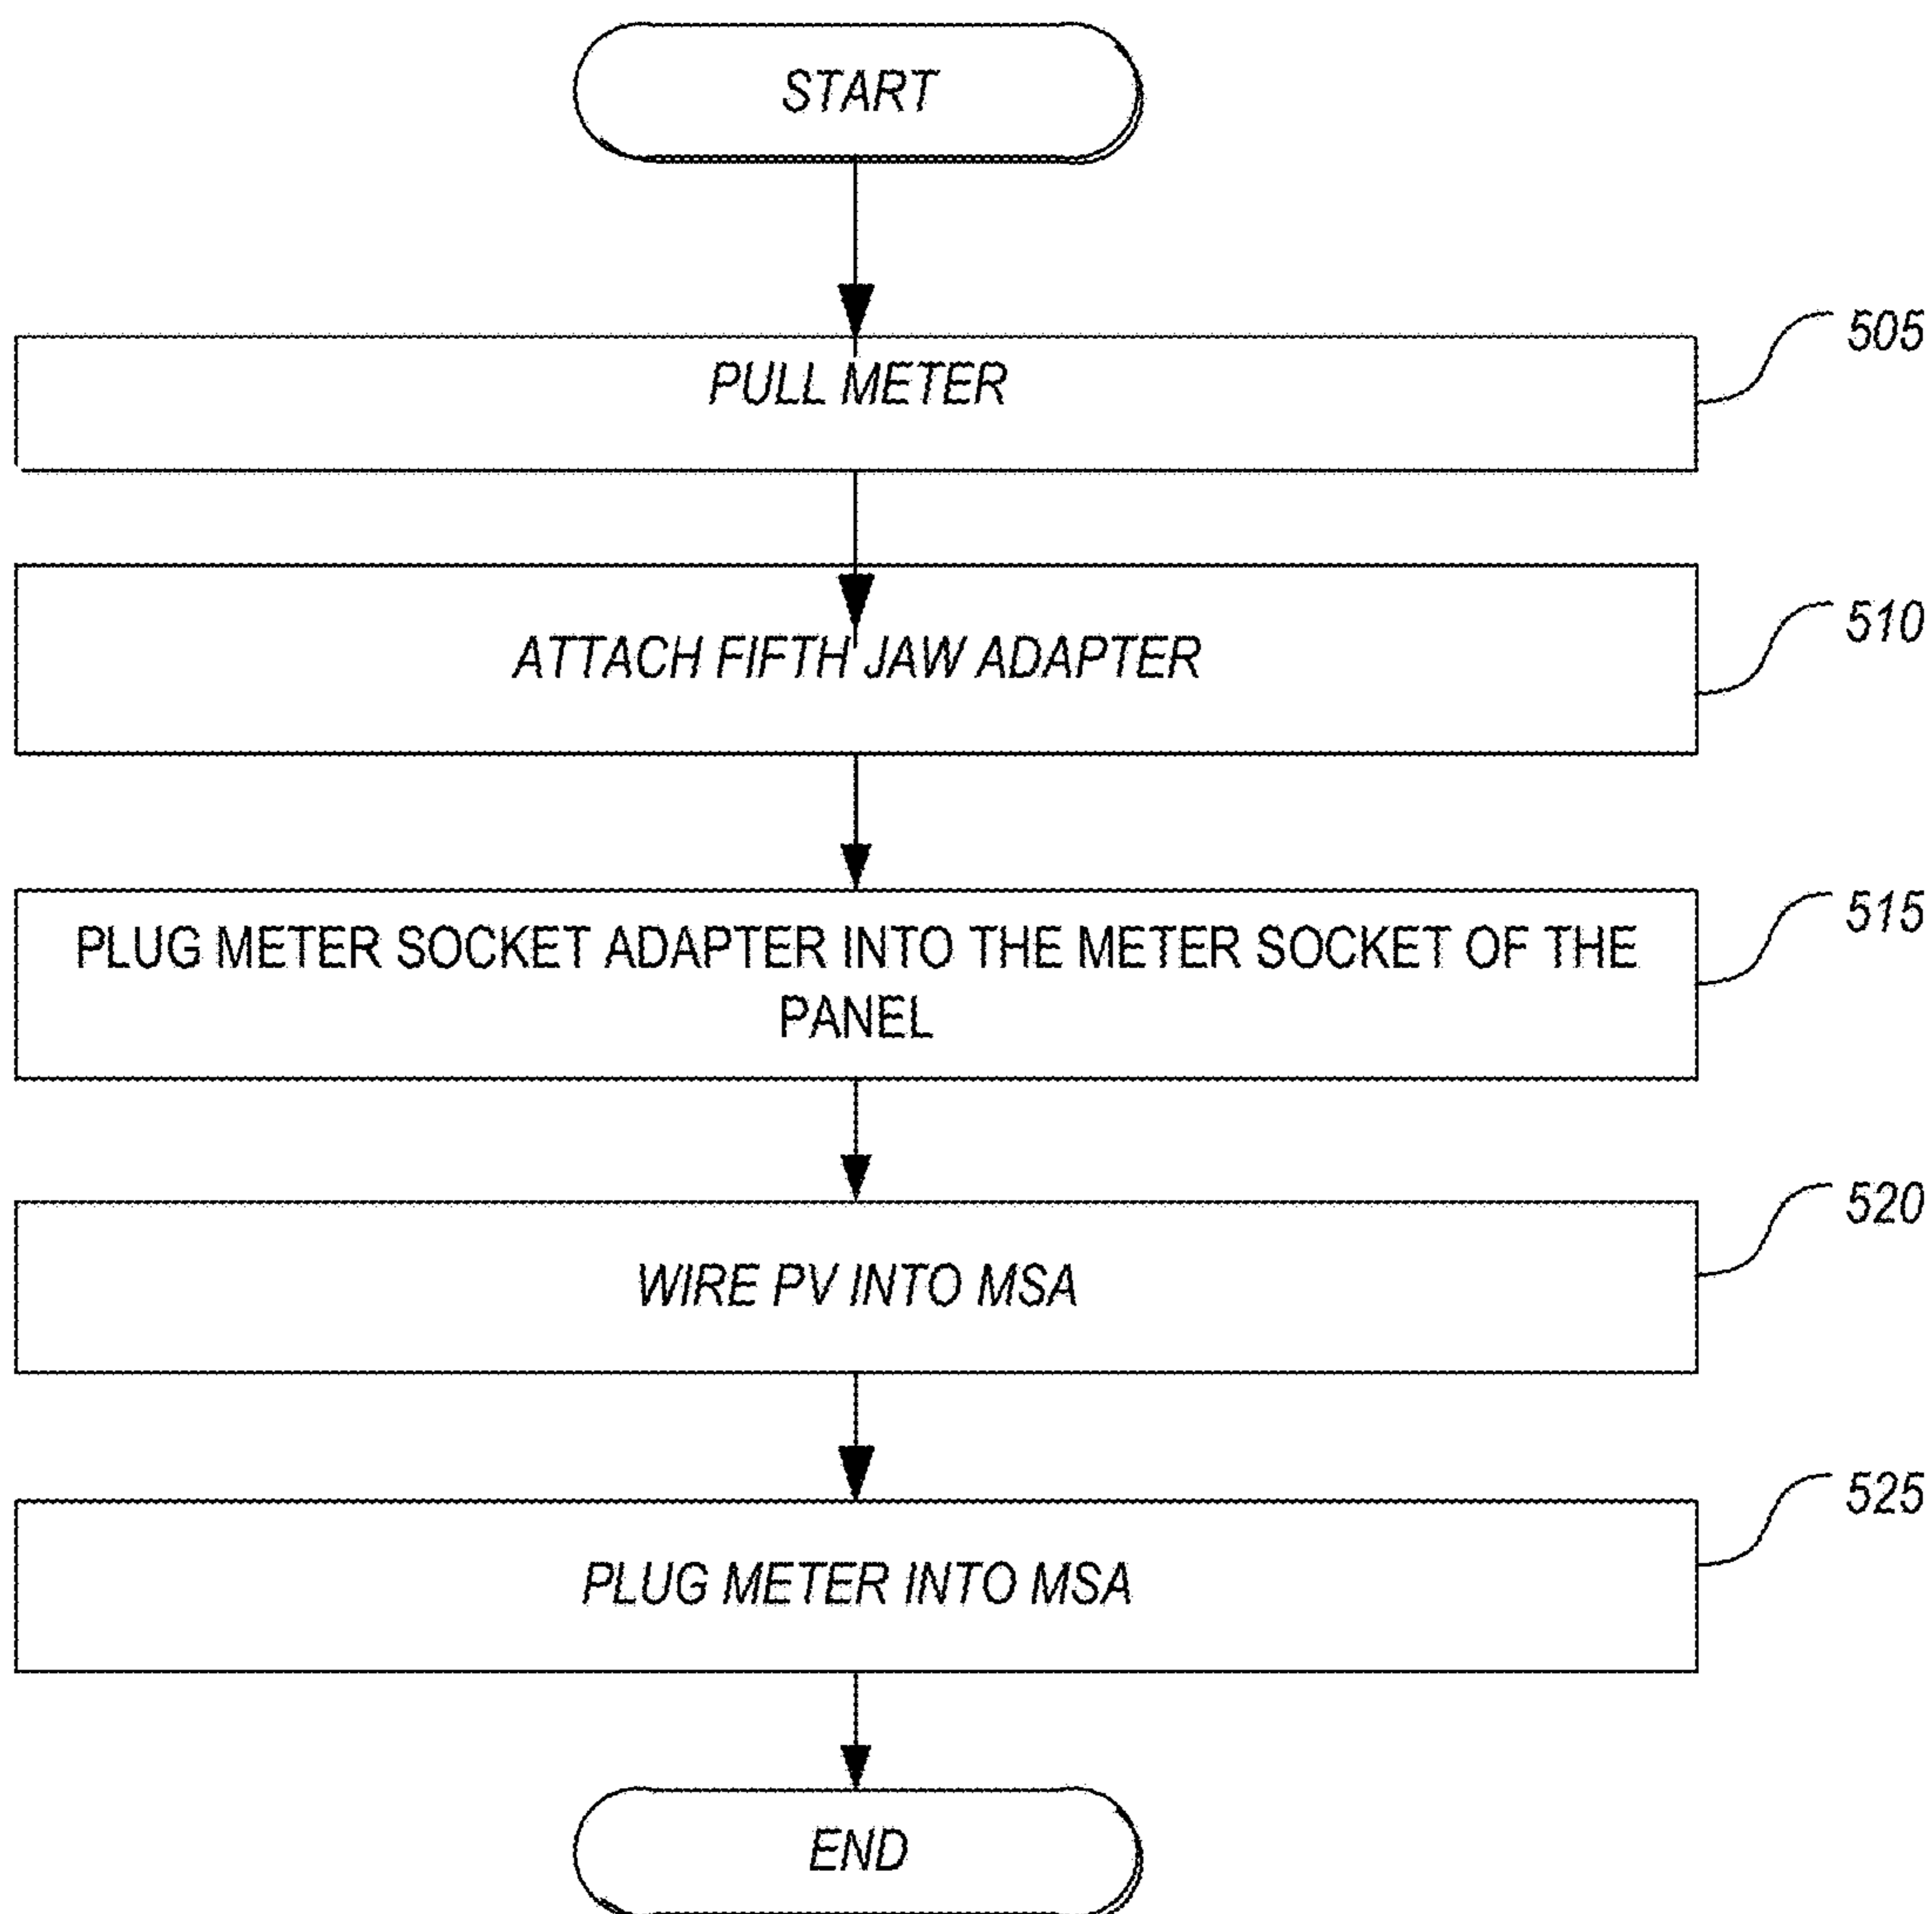 START
505
PULL METER
510
ATTACH FIFTH JAW ADAPTER
515
PLUG METER SOCKET ADAPTER INTO THE METER SOCKET OF THE
PANEL
520
WIRE PV INTO MSA
525
PLUG METER INTO MSA
END